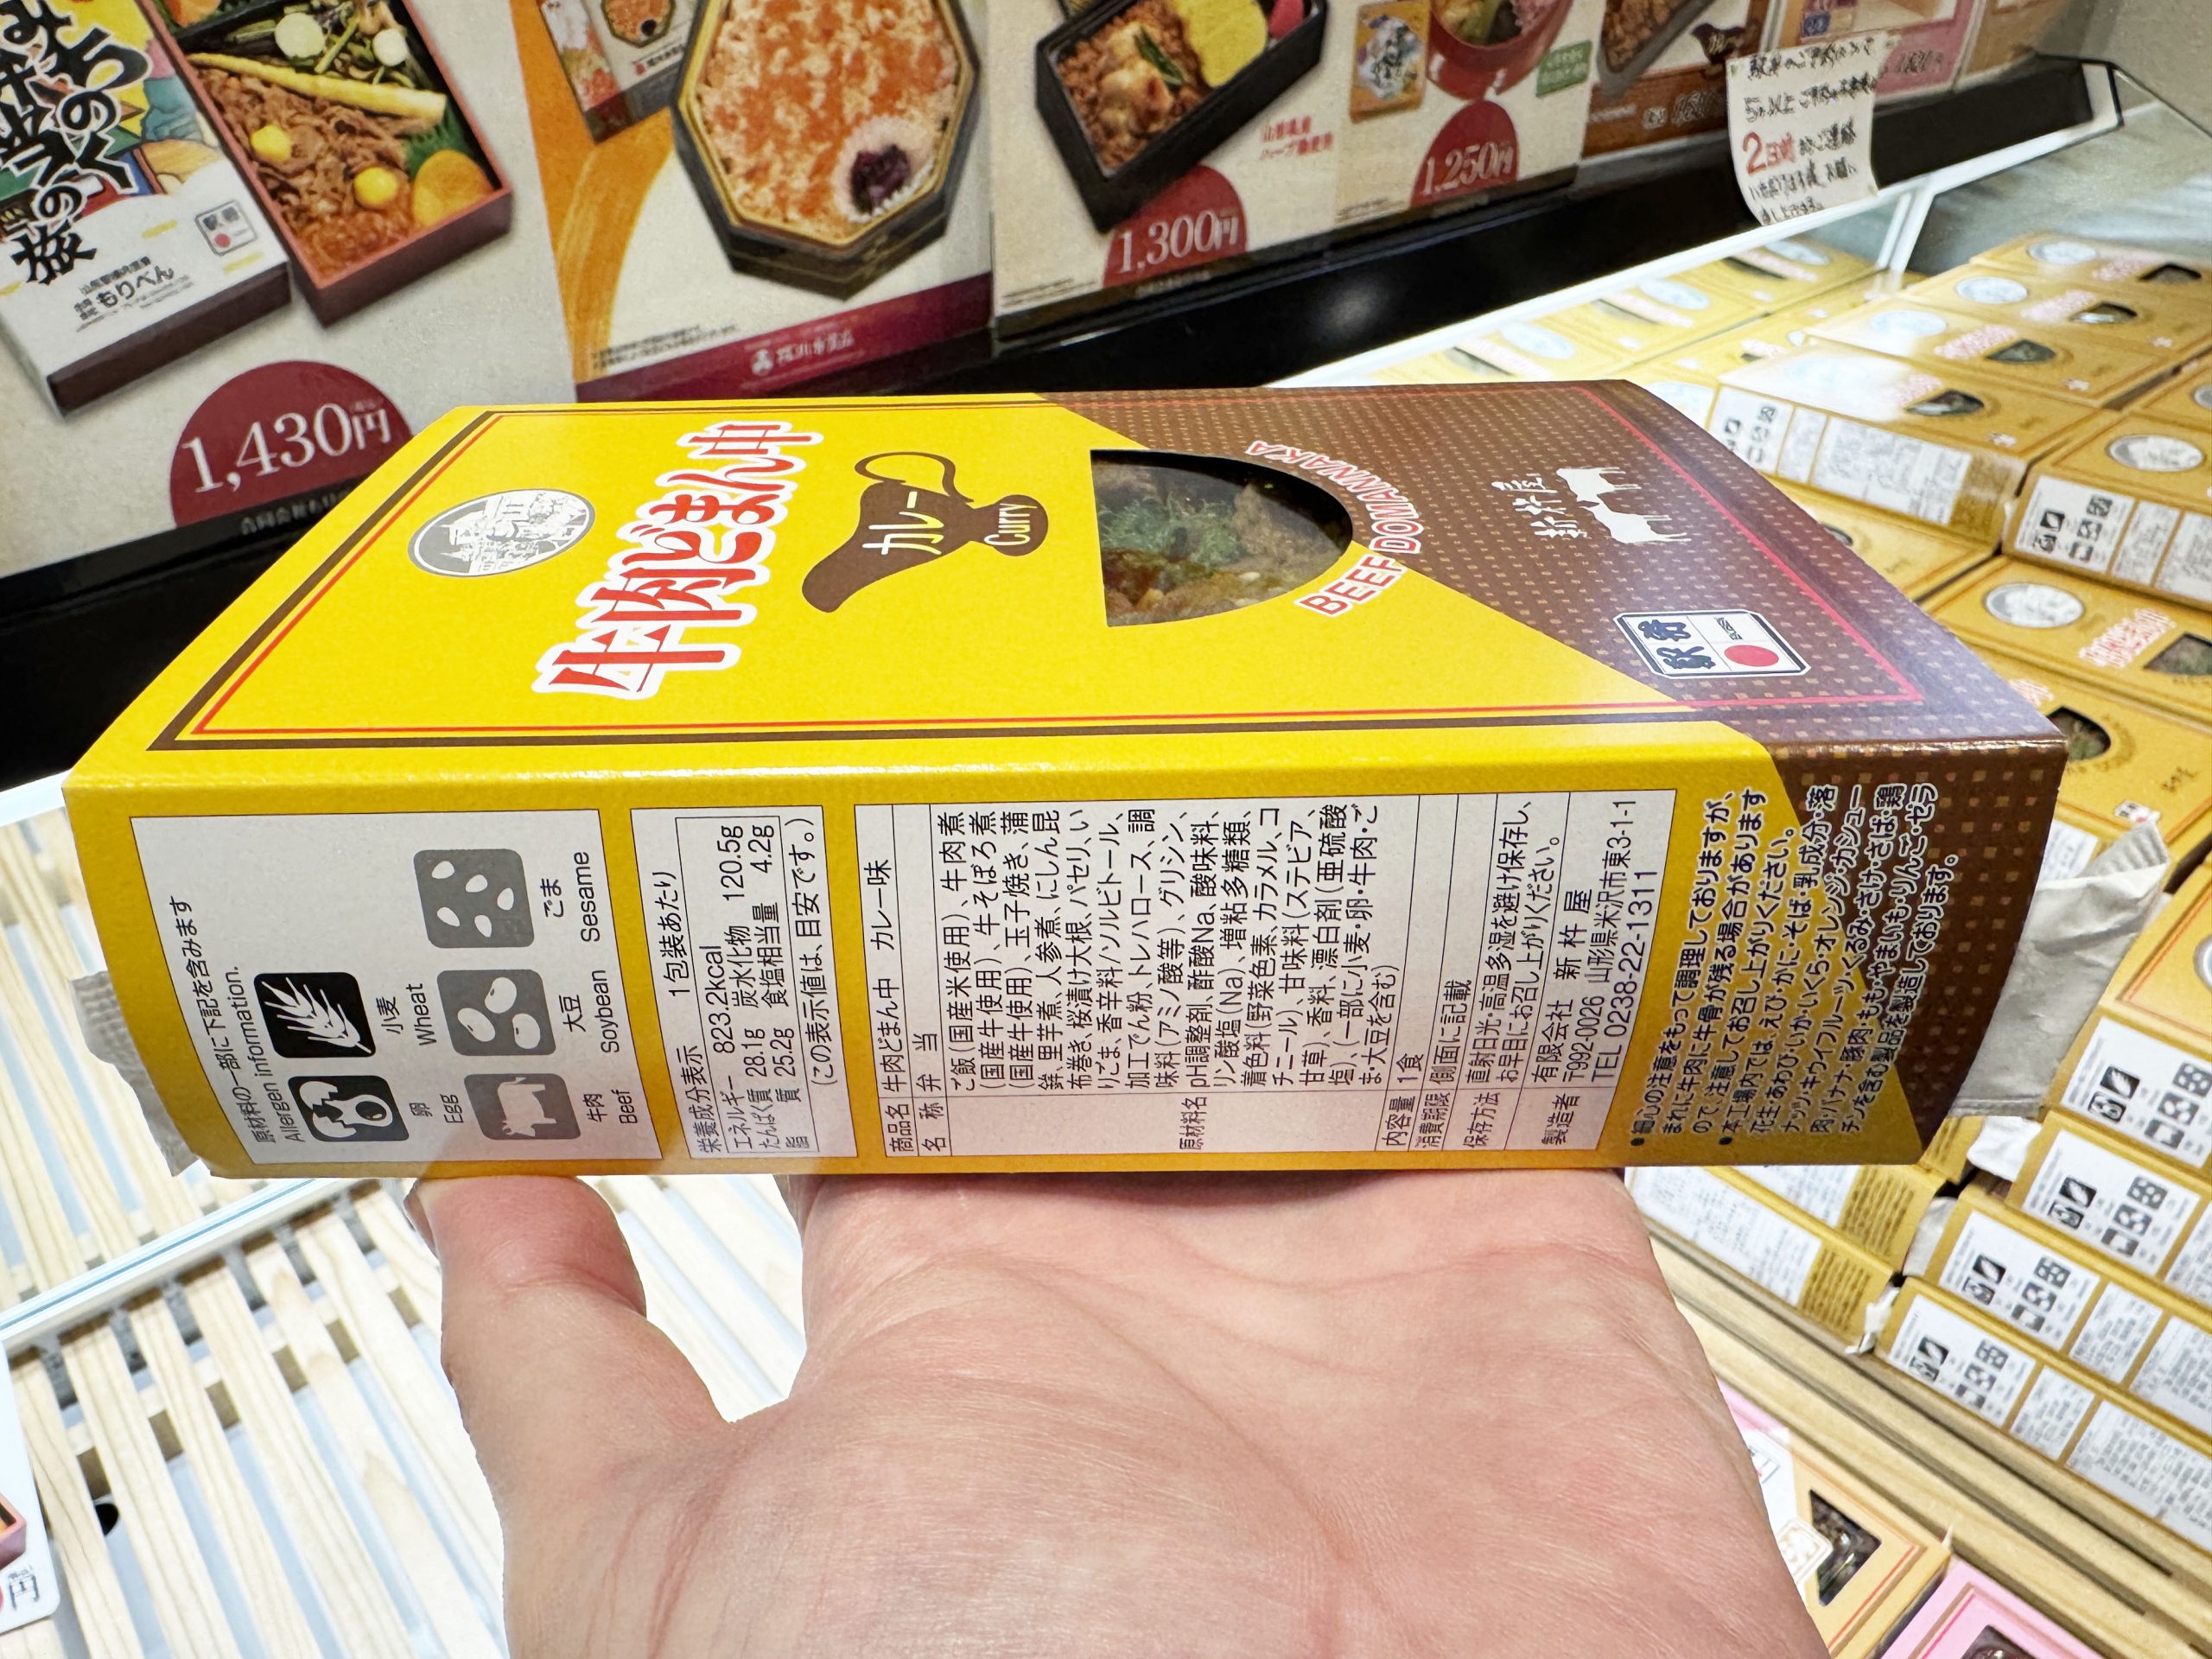 牛肉どまん中
カレー
Curry
BEEF DOMANNAKA
新杵屋
駅弁
原材料の一部に下記を含みます
Allergen information.
卵
Egg
小麦
Wheat
牛肉
Beef
大豆
Soybean
ごま
Sesame
栄養成分表示 1包装あたり
エネルギー 823.2kcal
たんぱく質 28.1g 炭水化物 120.5g
脂質 25.2g 食塩相当量 4.2g
(この表示値は、目安です。)
商品名 牛肉どまん中 カレー味
名称 弁当
原材料名
ご飯(国産米使用)、牛肉煮
(国産牛使用)、牛そぼろ煮
(国産牛使用)、玉子焼き、蒲
鉾、里芋煮、人参煮、にしん昆
布巻き、桜漬け大根、パセリ、い
りごま、香辛料/ソルビトール、
加工でん粉、トレハロース、調
味料(アミノ酸等)、グリシン、
pH調整剤、酢酸Na、酸味料、
リン酸塩(Na)、増粘多糖類、
着色料(野菜色素、カラメル、コ
チニール)、甘味料(ステビア、
甘草)、香料、漂白剤(亜硫酸
塩)、(一部に小麦・卵・牛肉・ご
ま・大豆を含む)
内容量 1食
消費期限 側面に記載
保存方法 直射日光・高温多湿を避け保存し、
お早目にお召し上がりください。
製造者 有限会社 新杵屋
〒992-0026 山形県米沢市東3-1-1
TEL 0238-22-1311
●細心の注意をもって調理しておりますが、
まれに牛肉に牛骨が残る場合があります
ので、注意してお召し上がりください。
●本工場内では、えび・かに・そば・乳成分・落
花生・あわび・いか・いくら・オレンジ・カシュー
ナッツ・キウイフルーツ・くるみ・さけ・さば・鶏
肉・バナナ・豚肉・もも・やまいも・りんご・ゼラ
チンを含む製品を製造しております。
1,430円
1,300円
1,250円
もりべん
2日